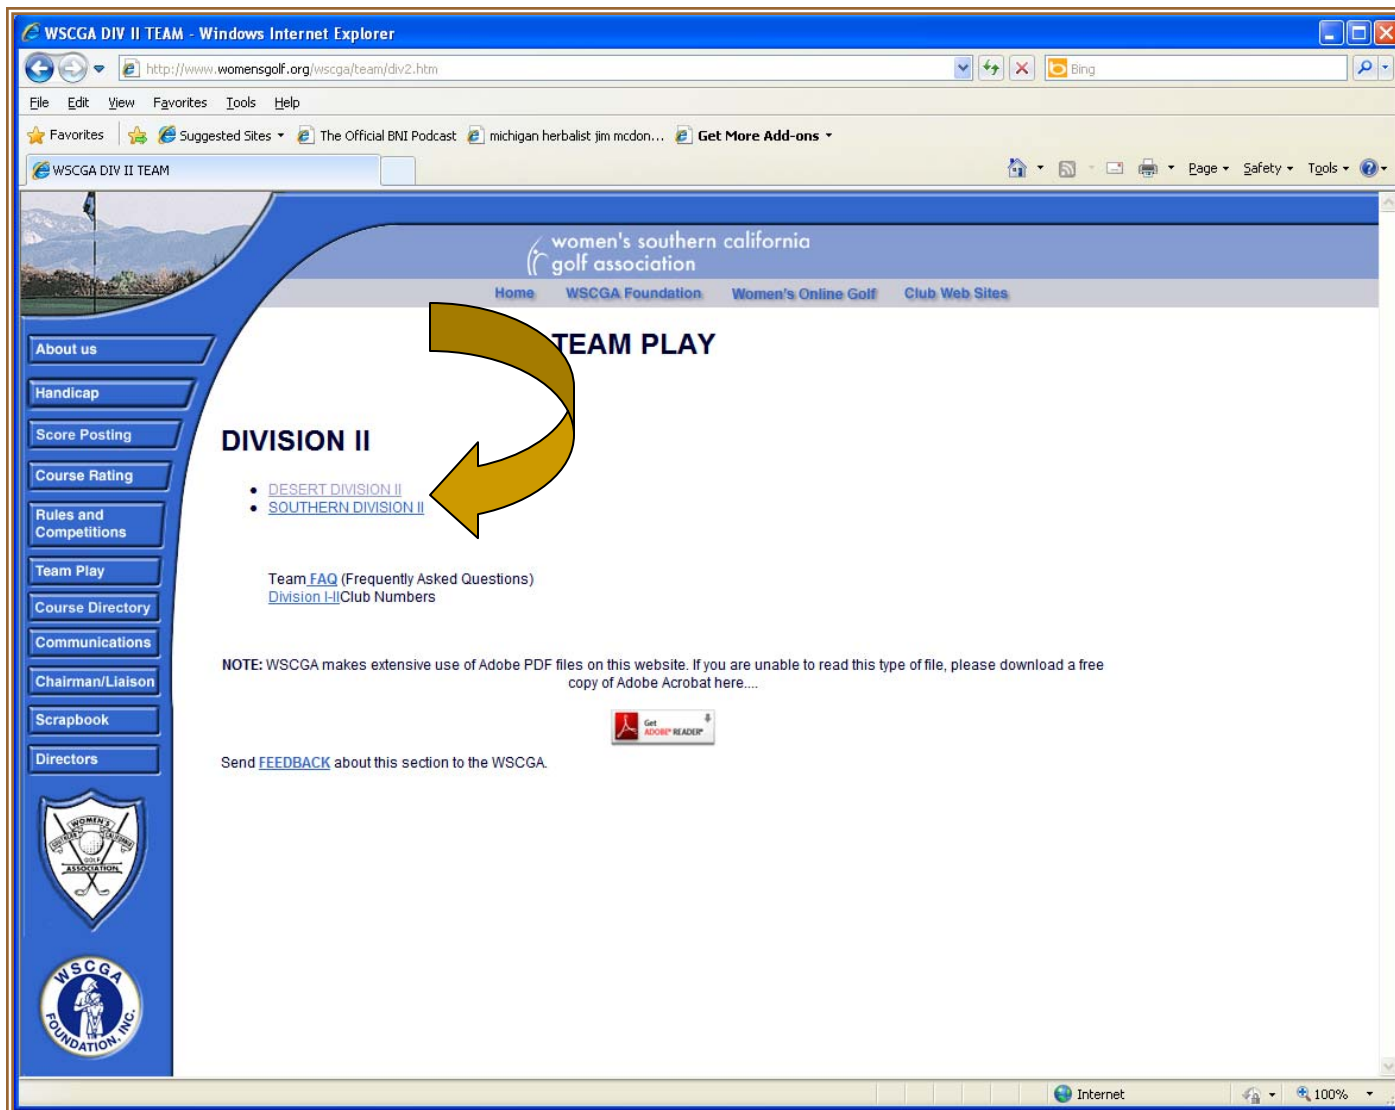 WSCGA DIV II TEAM - Windows Internet Explorer
http://www.womensgolf.org/wscga/team/div2.htm
Bing
File Edit View Favorites Tools Help
Favorites Suggested Sites The Official BNI Podcast michigan herbalist jim mcdon... Get More Add-ons
WSCGA DIV II TEAM
Page Safety Tools
women's southern california
golf association
Home WSCGA Foundation Women's Online Golf Club Web Sites
TEAM PLAY
About us
Handicap
Score Posting
Course Rating
Rules and
Competitions
Team Play
Course Directory
Communications
Chairman/Liaison
Scrapbook
Directors
DIVISION II
• DESERT DIVISION II
• SOUTHERN DIVISION II
Team FAQ (Frequently Asked Questions)
Division I-IIClub Numbers
NOTE: WSCGA makes extensive use of Adobe PDF files on this website. If you are unable to read this type of file, please download a free
copy of Adobe Acrobat here....
Get
ADOBE® READER®
Send FEEDBACK about this section to the WSCGA.
WOMEN'S
SOUTHERN CALIFORNIA
GOLF
ASSOCIATION
WSCGA
FOUNDATION, INC.
Internet 100%